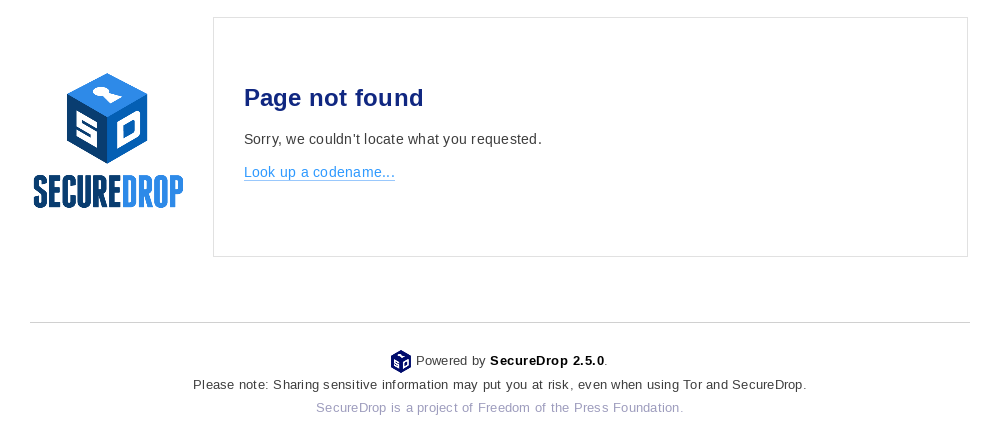 SECUREDROP
Page not found
Sorry, we couldn't locate what you requested.
Look up a codename...
Powered by SecureDrop 2.5.0.
Please note: Sharing sensitive information may put you at risk, even when using Tor and SecureDrop.
SecureDrop is a project of Freedom of the Press Foundation.